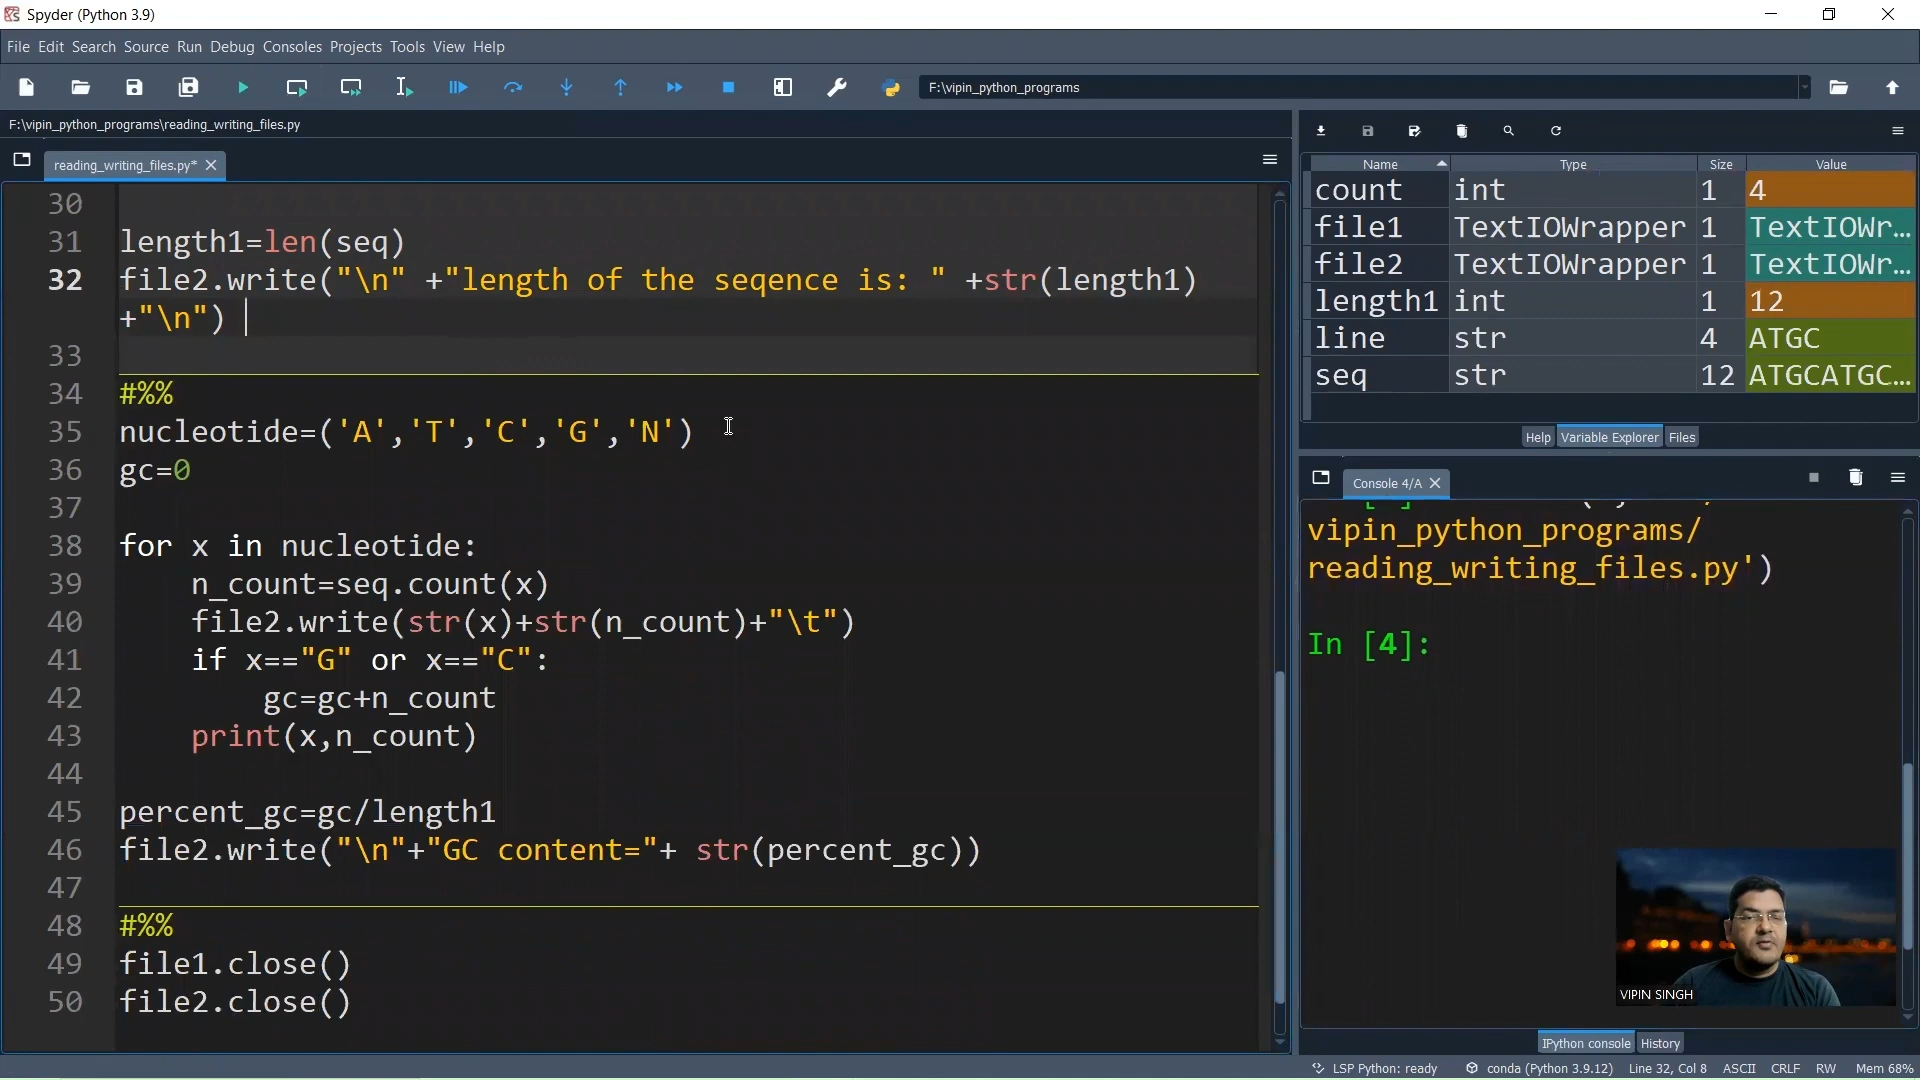 Spyder (Python 3.9)
File Edit Search Source Run Debug Consoles Projects Tools View Help
F:\vipin_python_programs
F:\vipin_python_programs\reading_writing_files.py
reading_writing_files.py*
30
31 length1=len(seq)
32 file2.write("\n" +"length of the seqence is: " +str(length1)
+"\n")
33
34 #%%
35 nucleotide=('A','T','C','G','N')
36 gc=0
37
38 for x in nucleotide:
39 n_count=seq.count(x)
40 file2.write(str(x)+str(n_count)+"\t")
41 if x=="G" or x=="C":
42 gc=gc+n_count
43 print(x,n_count)
44
45 percent_gc=gc/length1
46 file2.write("\n"+"GC content="+ str(percent_gc))
47
48 #%%
49 file1.close()
50 file2.close()
Name Type Size Value
count int 1 4
file1 TextIOWrapper 1 TextIOWr...
file2 TextIOWrapper 1 TextIOWr...
length1 int 1 12
line str 4 ATGC
seq str 12 ATGCATGC...
Help Variable Explorer Files
Console 4/A
vipin_python_programs/
reading_writing_files.py')
In [4]:
VIPIN SINGH
IPython console History
LSP Python: ready conda (Python 3.9.12) Line 32, Col 8 ASCII CRLF RW Mem 68%